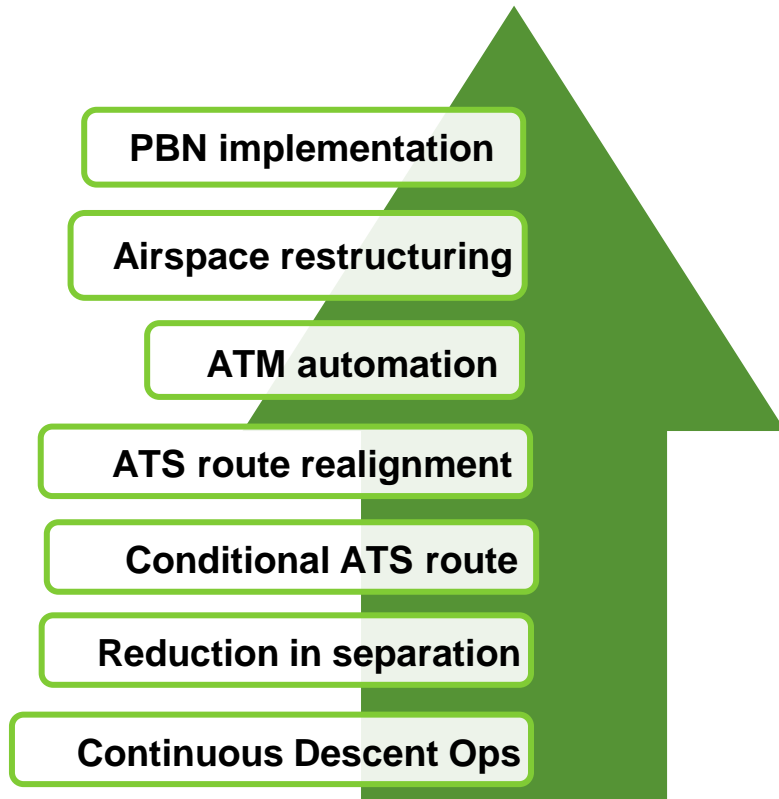 PBN implementation
Airspace restructuring
ATM automation
ATS route realignment
Conditional ATS route
Reduction in separation
Continuous Descent Ops